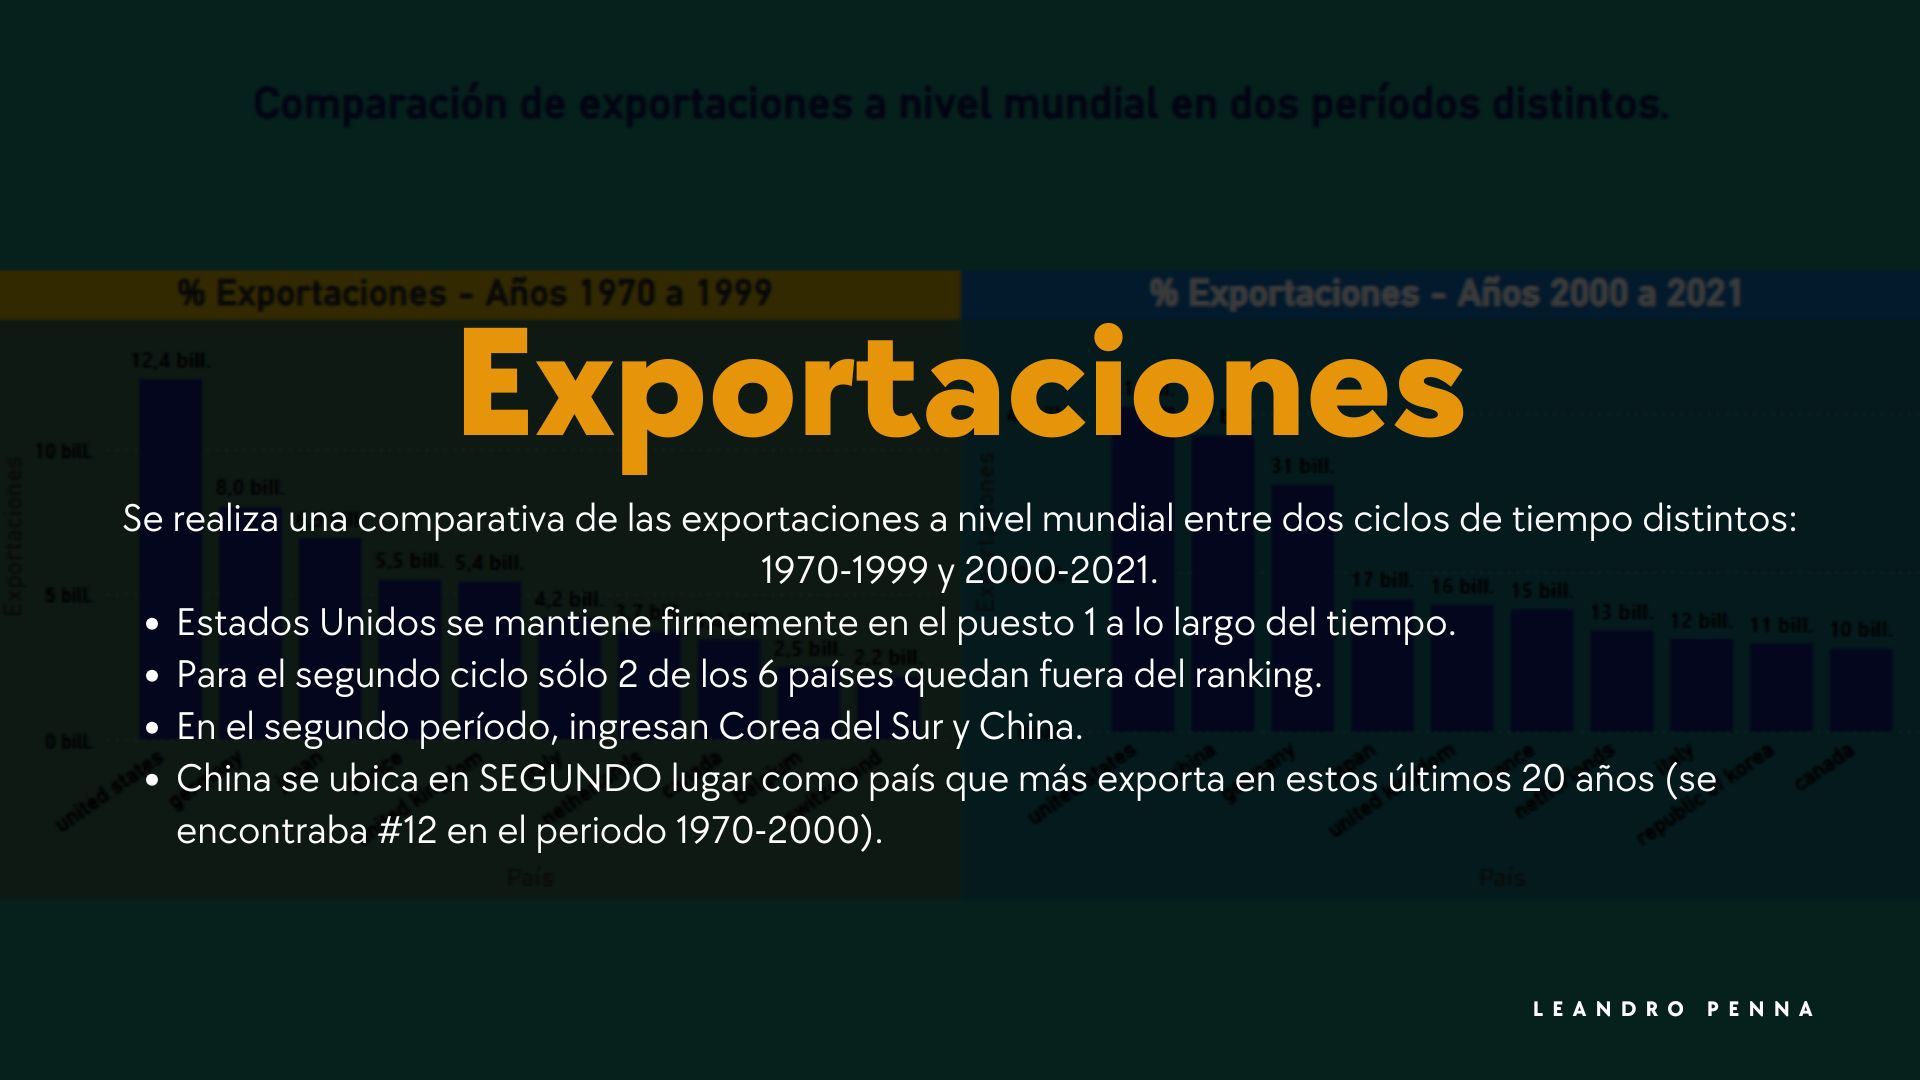 Comparación de exportaciones a nivel mundial en dos períodos distintos.
% Exportaciones - Años 1970 a 1999
% Exportaciones - Años 2000 a 2021
Exportaciones
12,4 bill.
10 bill.
8,0 bill.
31 bill.
Exportaciones
Se realiza una comparativa de las exportaciones a nivel mundial entre dos ciclos de tiempo distintos:
1970-1999 y 2000-2021.
5,5 bill.
5,4 bill.
5 bill.
4,2 bill.
17 bill.
16 bill.
15 bill.
13 bill.
12 bill.
11 bill.
10 bill.
• Estados Unidos se mantiene firmemente en el puesto 1 a lo largo del tiempo.
2,5 bill.
2,2 bill.
• Para el segundo ciclo sólo 2 de los 6 países quedan fuera del ranking.
• En el segundo período, ingresan Corea del Sur y China.
0 bill.
united states
canada
• China se ubica en SEGUNDO lugar como país que más exporta en estos últimos 20 años (se
encontraba #12 en el periodo 1970-2000).
País
País
LEANDRO PENNA